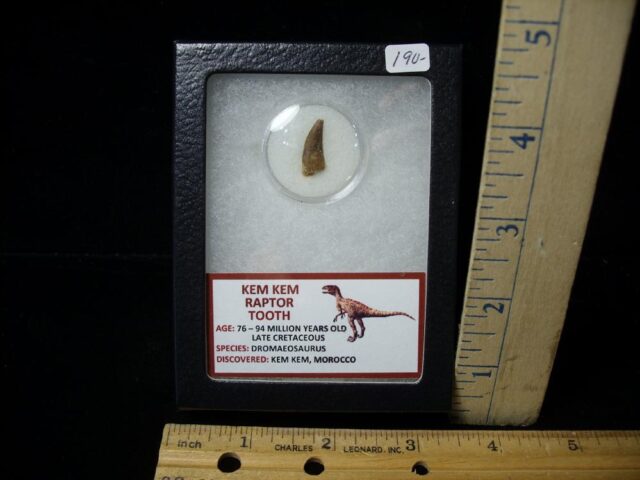 190-
KEM KEM
RAPTOR
TOOTH
AGE: 76 – 94 MILLION YEARS OLD
LATE CRETACEOUS
SPECIES: DROMAEOSAURUS
DISCOVERED: KEM KEM, MOROCCO
5
4
3
2
1
inch 1 2 3 4 5
CHARLES LEONARD, INC.